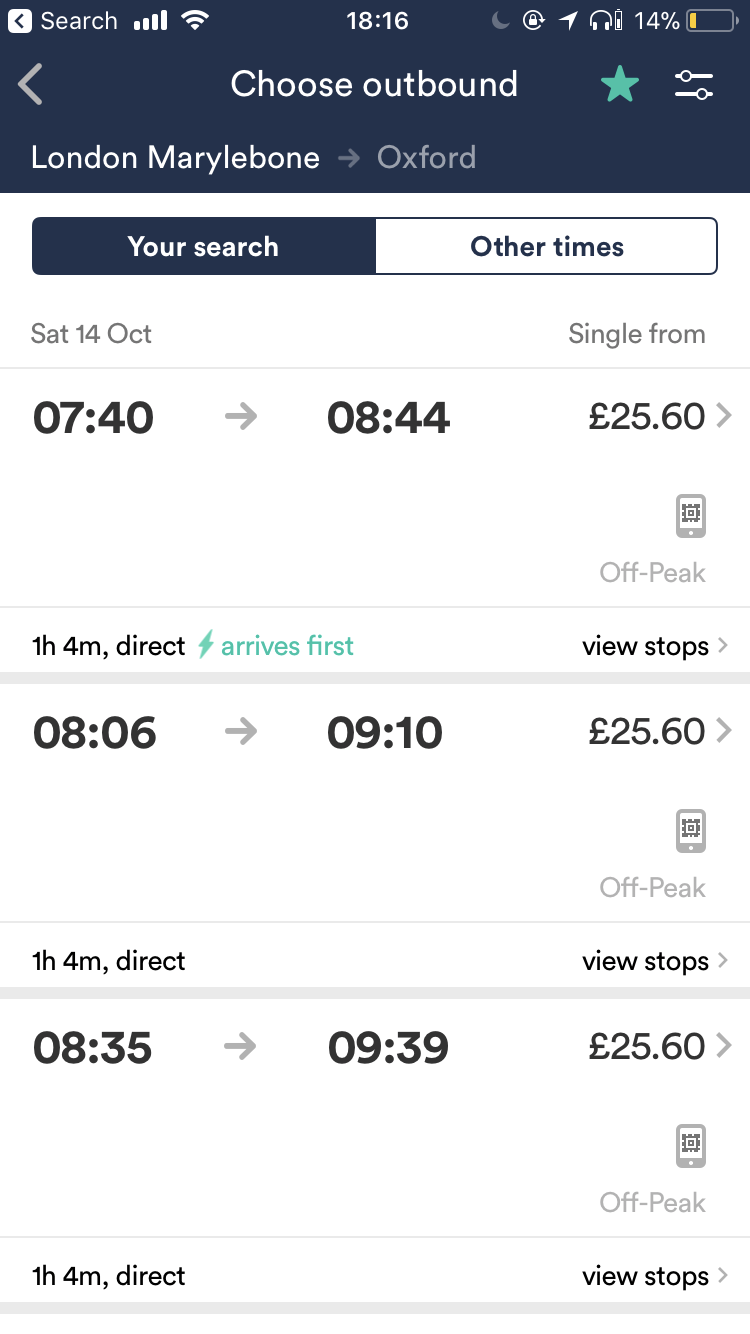 Search 18:16 14%
Choose outbound
London Marylebone → Oxford
Your search Other times
Sat 14 Oct Single from
07:40 → 08:44 £25.60
Off-Peak
1h 4m, direct arrives first view stops
08:06 → 09:10 £25.60
Off-Peak
1h 4m, direct view stops
08:35 → 09:39 £25.60
Off-Peak
1h 4m, direct view stops